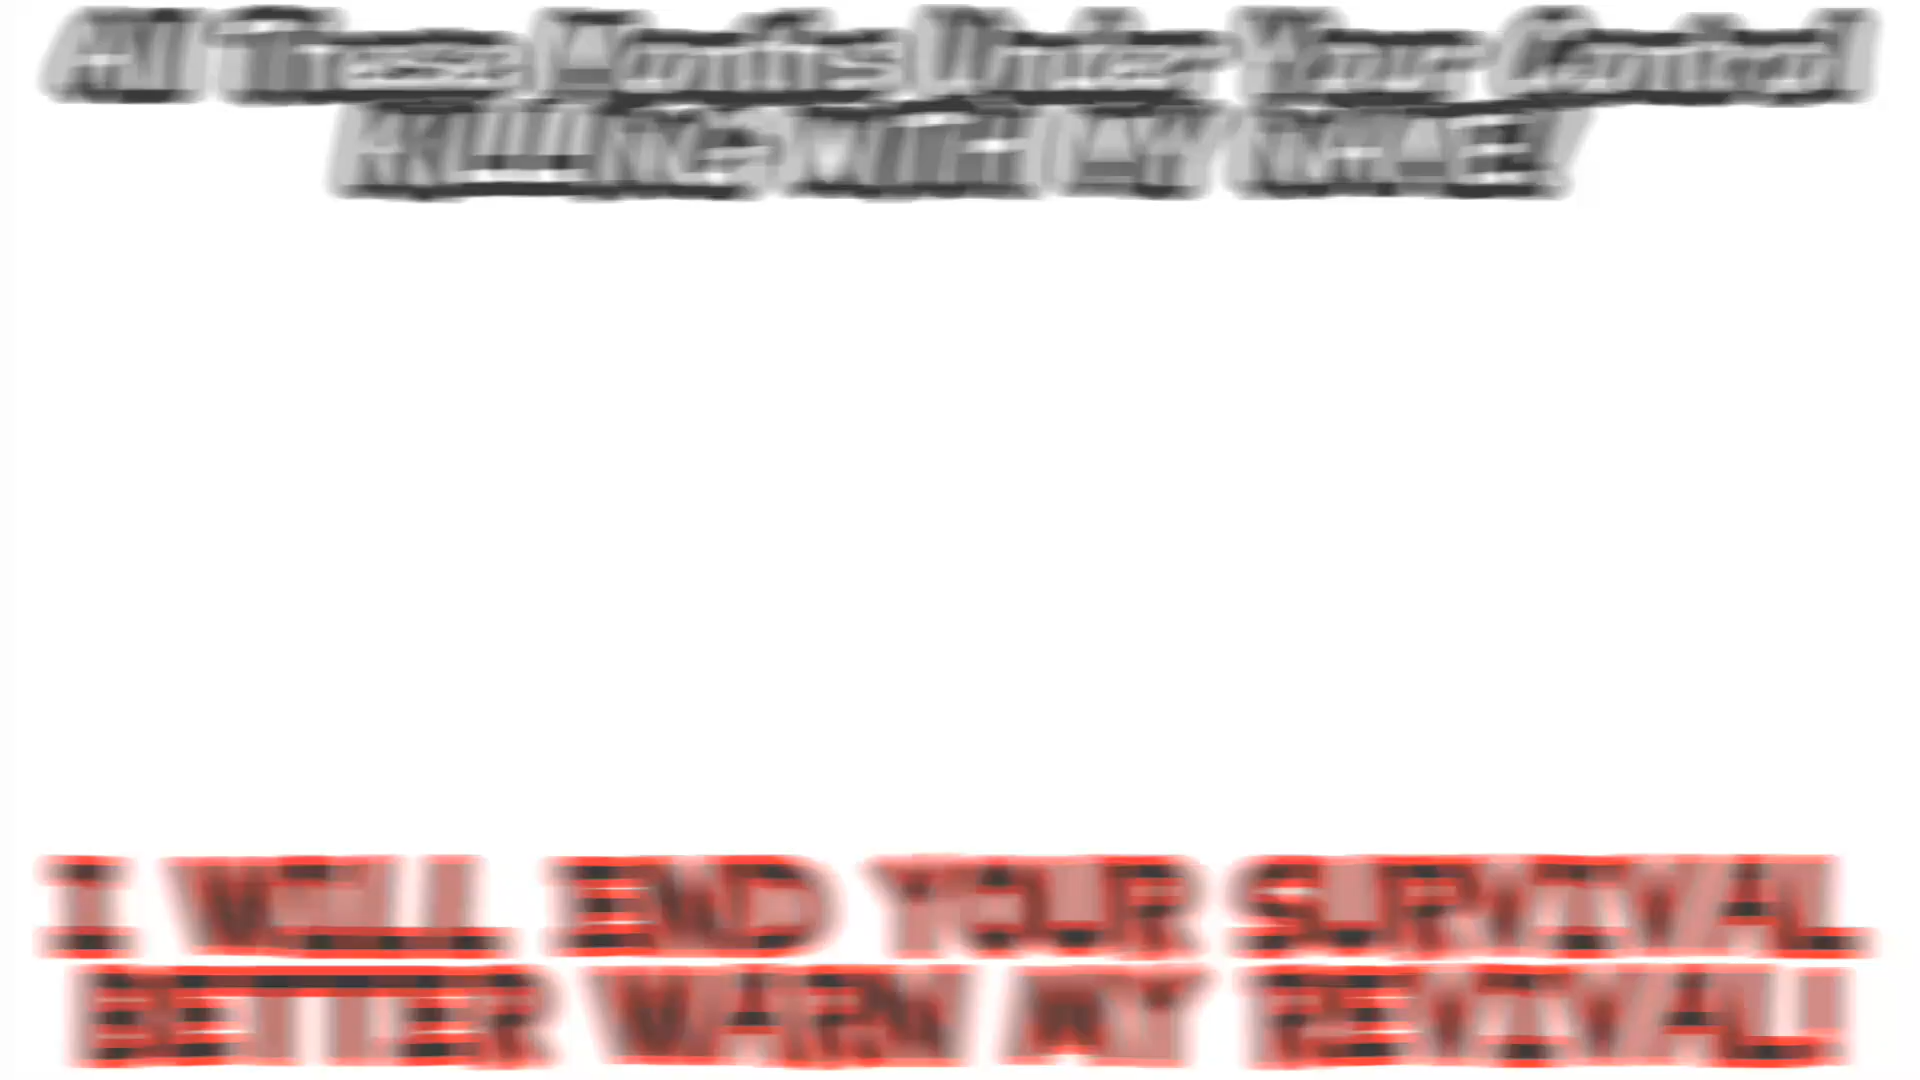 All These Months Under Your Control
KILLING WITH MY NAME!
I WILL END YOUR SURVIVAL
BETTER WARN MY REVIVAL!